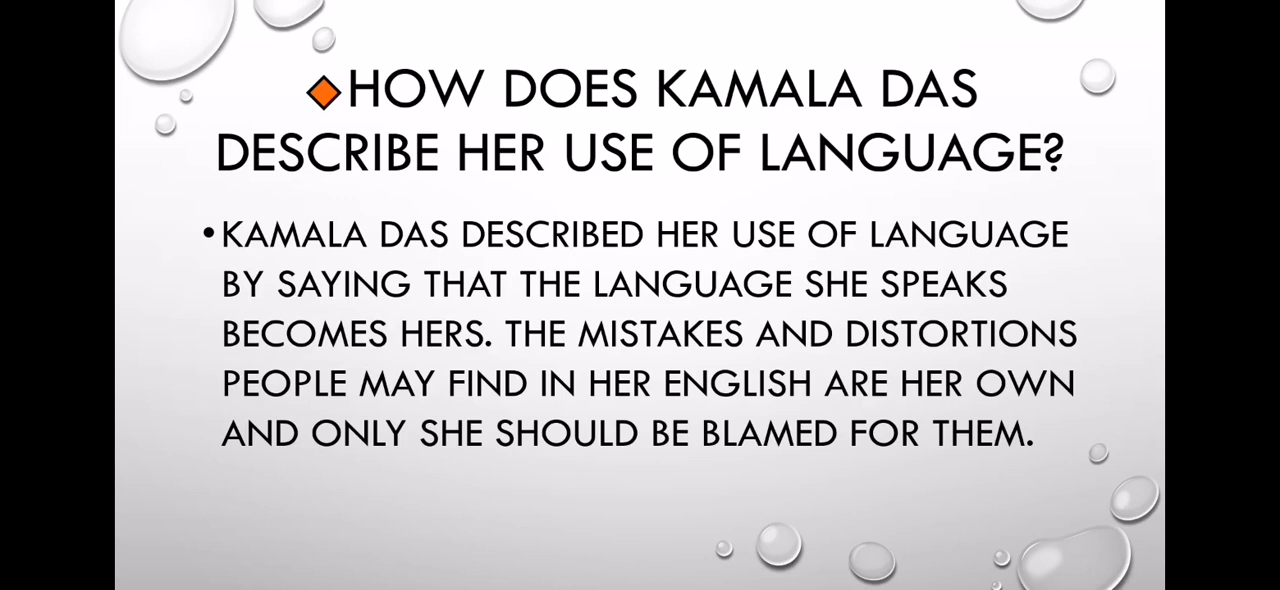 HOW DOES KAMALA DAS
DESCRIBE HER USE OF LANGUAGE?
• KAMALA DAS DESCRIBED HER USE OF LANGUAGE
BY SAYING THAT THE LANGUAGE SHE SPEAKS
BECOMES HERS. THE MISTAKES AND DISTORTIONS
PEOPLE MAY FIND IN HER ENGLISH ARE HER OWN
AND ONLY SHE SHOULD BE BLAMED FOR THEM.